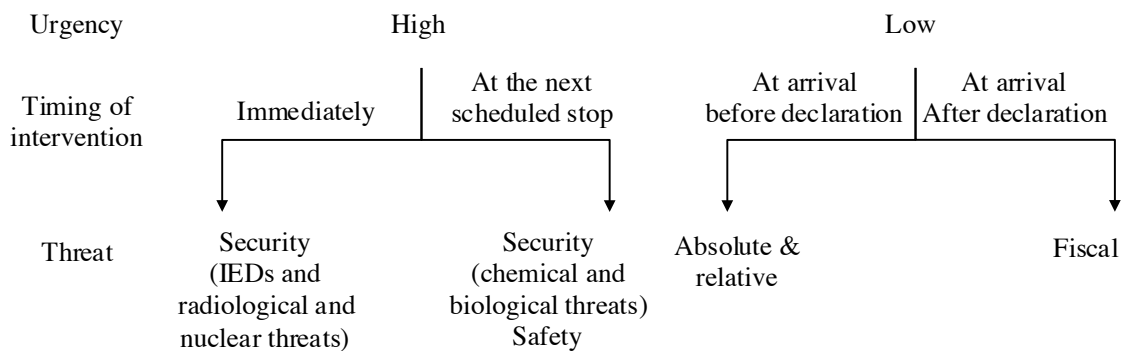 Urgency
High
Low
Timing of
intervention
Immediately
At the next
scheduled stop
At arrival
before declaration
At arrival
After declaration
Threat
Security
(IEDs and
radiological and
nuclear threats)
Security
(chemical and
biological threats)
Safety
Absolute &
relative
Fiscal